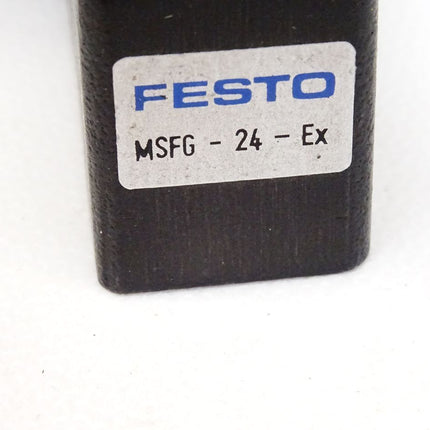 FESTO
MSFG - 24 - Ex